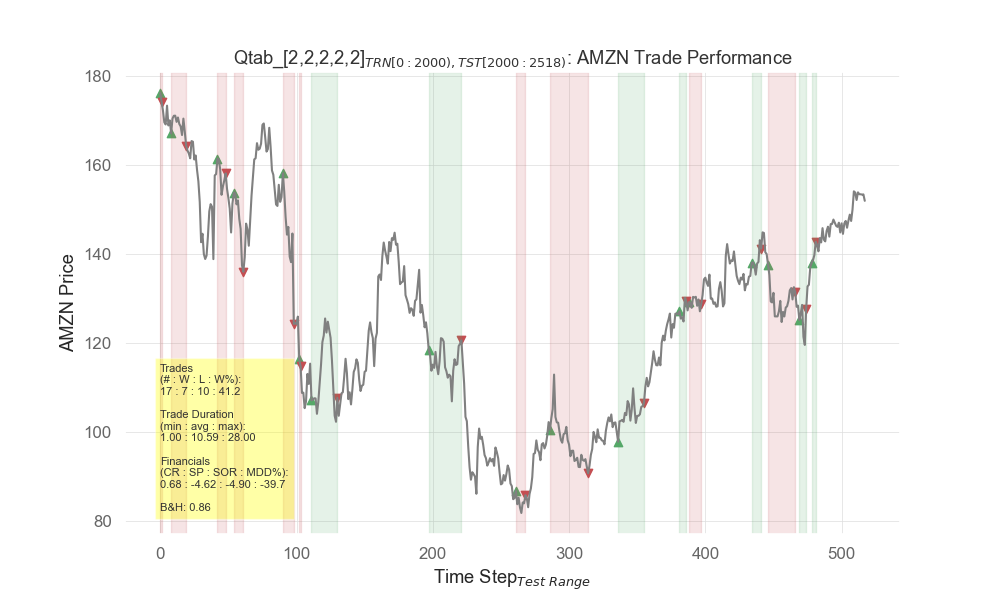 Qtab_[2,2,2,2,2]TRN[0 : 2000), TST[2000 : 2518): AMZN Trade Performance
180
160
140
120
100
80
AMZN Price
Trades
(# : W : L : W%):
17 : 7 : 10 : 41.2
Trade Duration
(min : avg : max):
1.00 : 10.59 : 28.00
Financials
(CR : SP : SOR : MDD%):
0.68 : -4.62 : -4.90 : -39.7
B&H: 0.86
0 100 200 300 400 500
Time StepTest Range